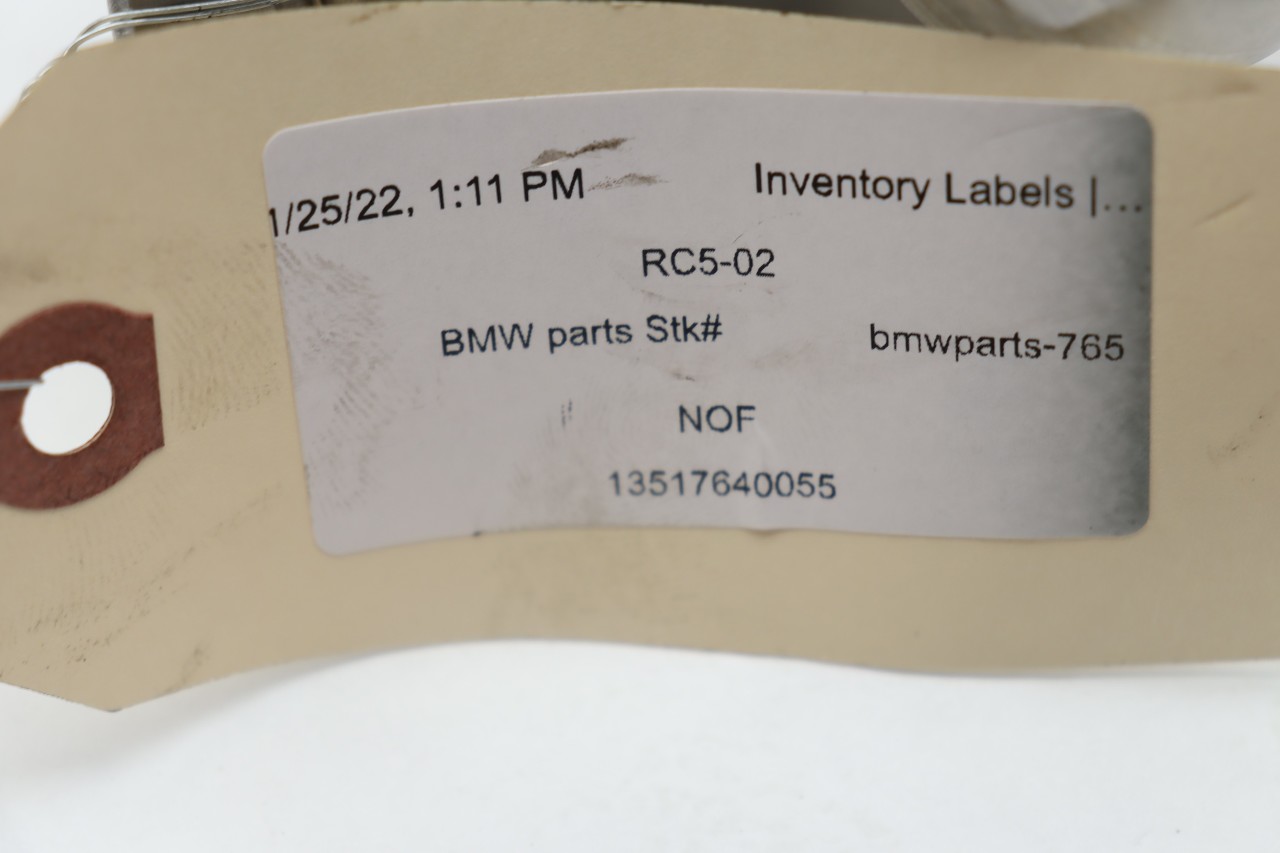 1/25/22, 1:11 PM Inventory Labels |...
RC5-02
BMW parts Stk# bmwparts-765
NOF
13517640055